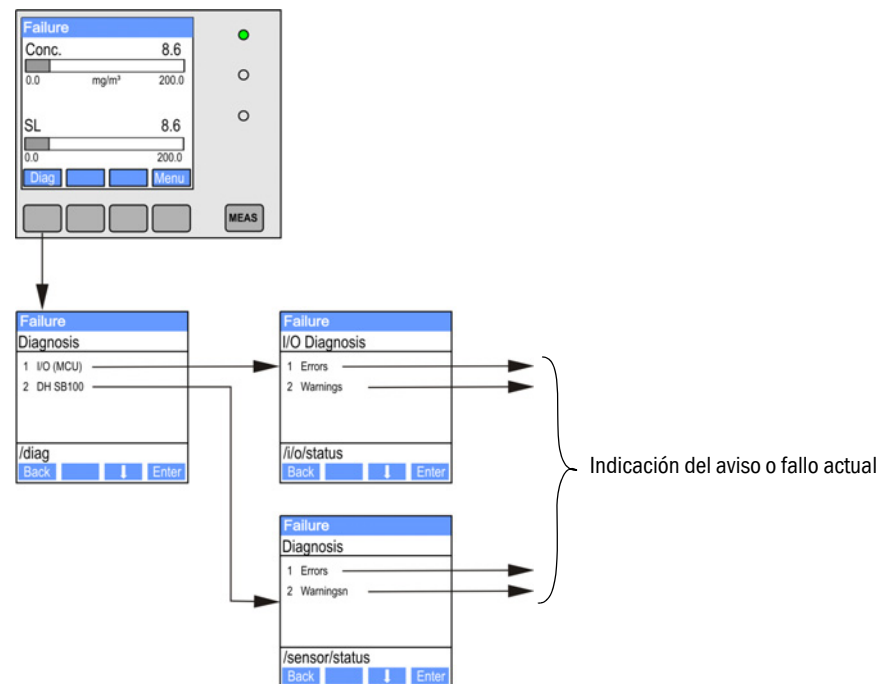 Failure
Conc. 8.6
0.0 mg/m³ 200.0
SL 8.6
0.0 200.0
Diag Menu
MEAS
Failure
Diagnosis
1 I/O (MCU)
2 DH SB100
/diag
Back Enter
Failure
I/O Diagnosis
1 Errors
2 Warnings
/i/o/status
Back Enter
Indicación del aviso o fallo actual
Failure
Diagnosis
1 Errors
2 Warningsn
/sensor/status
Back Enter